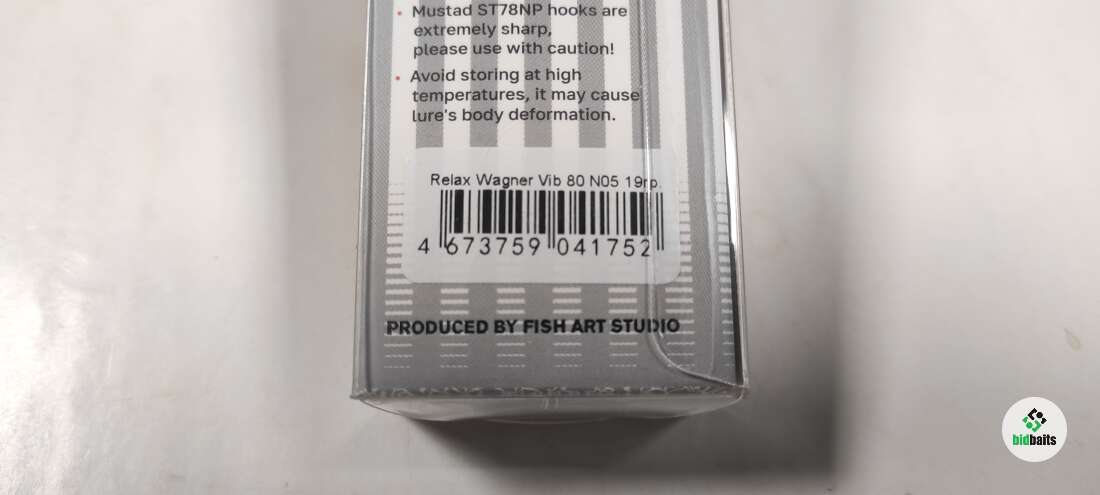 • Mustad ST78NP hooks are
extremely sharp,
please use with caution!
• Avoid storing at high
temperatures, it may cause
lure's body deformation.
Relax Wagner Vib 80 N05 19гр.
4 673759 041752
PRODUCED BY FISH ART STUDIO
bidbaits